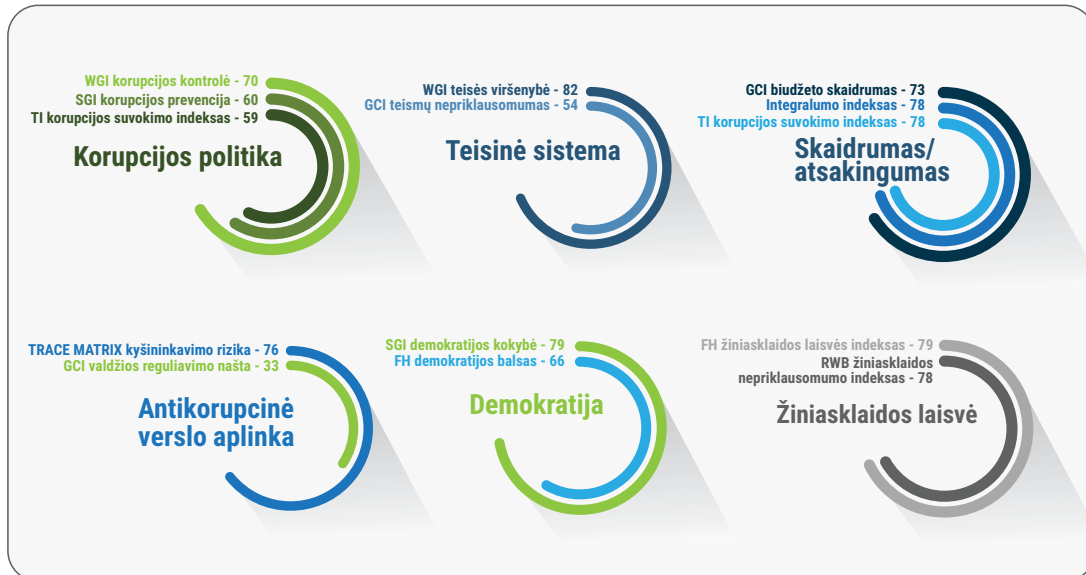 WGI korupcijos kontrolė - 70
SGI korupcijos prevencija - 60
TI korupcijos suvokimo indeksas - 59
Korupcijos politika
WGI teisės viršenybė - 82
GCI teismų nepriklausomumas - 54
Teisinė sistema
GCI biudžeto skaidrumas - 73
Integralumo indeksas - 78
TI korupcijos suvokimo indeksas - 78
Skaidrumas/
atsakingumas
TRACE MATRIX kyšininkavimo rizika - 76
GCI valdžios reguliavimo našta - 33
Antikorupcinė
verslo aplinka
SGI demokratijos kokybė - 79
FH demokratijos balsas - 66
Demokratija
FH žiniasklaidos laisvės indeksas - 79
RWB žiniasklaidos
nepriklausomumo indeksas - 78
Žiniasklaidos laisvė